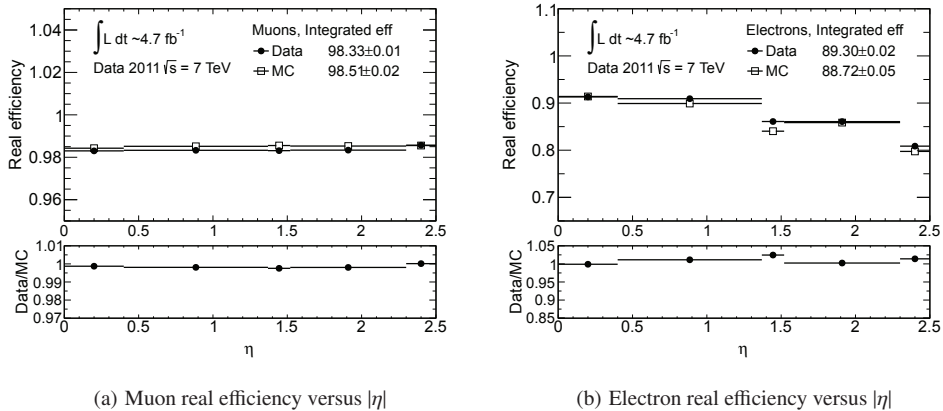 1.04
1.02
1
0.98
0.96
Real efficiency
∫ L dt ~4.7 fb⁻¹
Data 2011 √s = 7 TeV
Muons, Integrated eff
Data 98.33±0.01
MC 98.51±0.02
0 0.5 1 1.5 2 2.5
1.01
1
0.99
0.98
0.97
Data/MC
0 0.5 1 1.5 2 2.5
η
(a) Muon real efficiency versus |η|
1.1
1
0.9
0.8
0.7
Real efficiency
∫ L dt ~4.7 fb⁻¹
Data 2011 √s = 7 TeV
Electrons, Integrated eff
Data 89.30±0.02
MC 88.72±0.05
0 0.5 1 1.5 2 2.5
1.05
1
0.95
0.9
0.85
Data/MC
0 0.5 1 1.5 2 2.5
η
(b) Electron real efficiency versus |η|